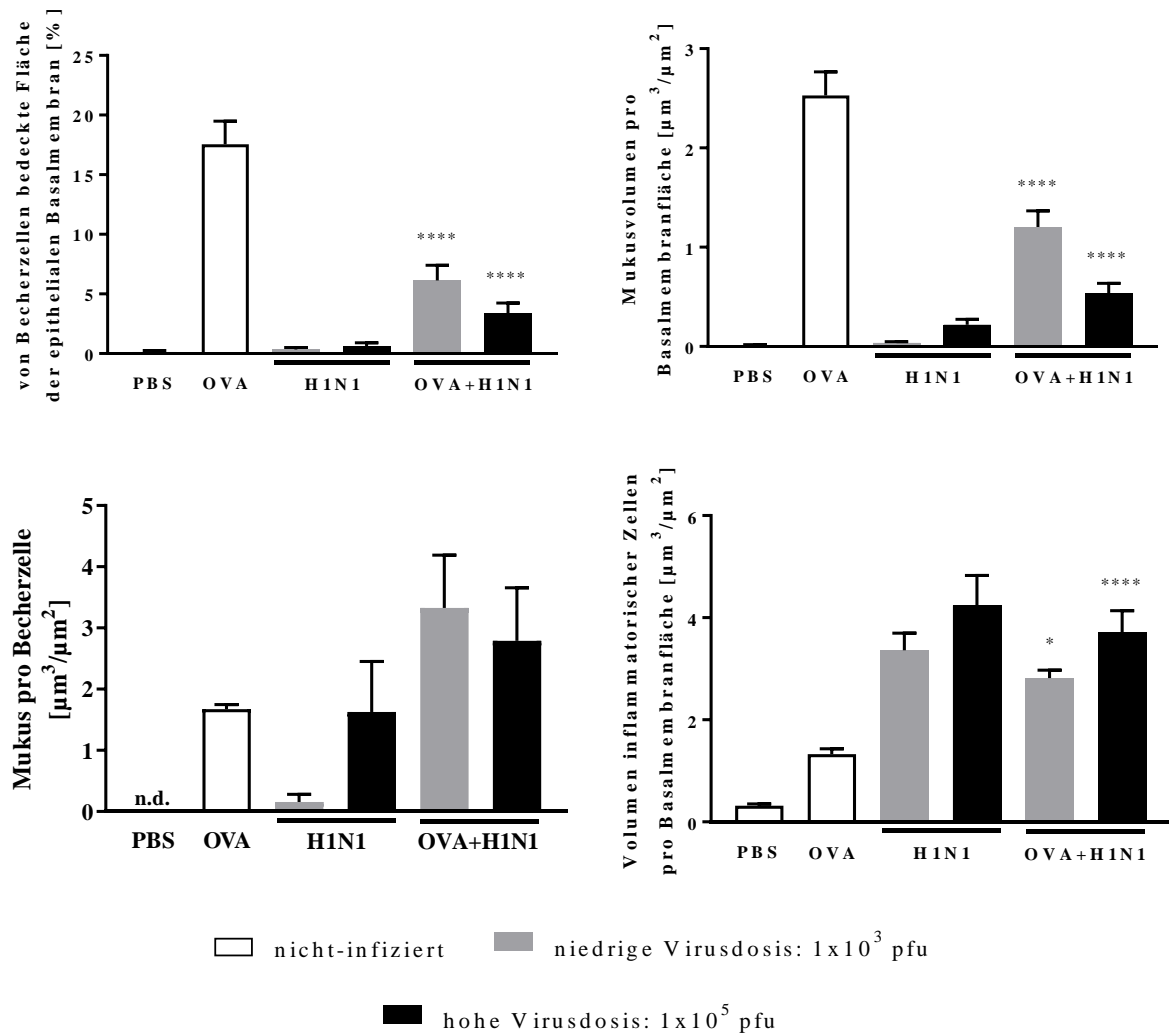 von Becherzellen bedeckte Fläche
der epithelialen Basalmembran [%]
25
20
15
10
5
0
****
****
PBS OVA H1N1 OVA+H1N1
Mukusvolumen pro
Basalmembranfläche [µm³/µm²]
3
2
1
0
****
****
PBS OVA H1N1 OVA+H1N1
Mukus pro Becherzelle
[µm³/µm²]
5
4
3
2
1
0
n.d.
PBS OVA H1N1 OVA+H1N1
Volumen inflammatorischer Zellen
pro Basalmembranfläche [µm³/µm²]
6
4
2
0
*
****
PBS OVA H1N1 OVA+H1N1
nicht-infiziert niedrige Virusdosis: 1x10³ pfu
hohe Virusdosis: 1x10⁵ pfu